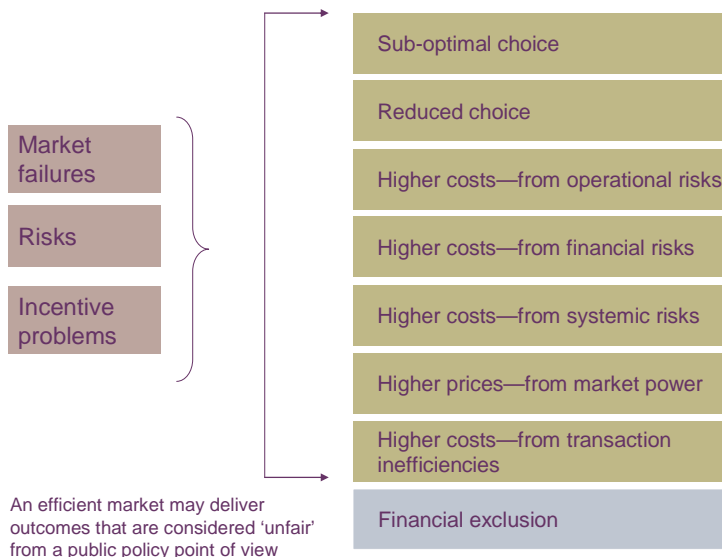 Market
failures
Risks
Incentive
problems
An efficient market may deliver
outcomes that are considered ‘unfair’
from a public policy point of view
Sub-optimal choice
Reduced choice
Higher costs—from operational risks
Higher costs—from financial risks
Higher costs—from systemic risks
Higher prices—from market power
Higher costs—from transaction
inefficiencies
Financial exclusion